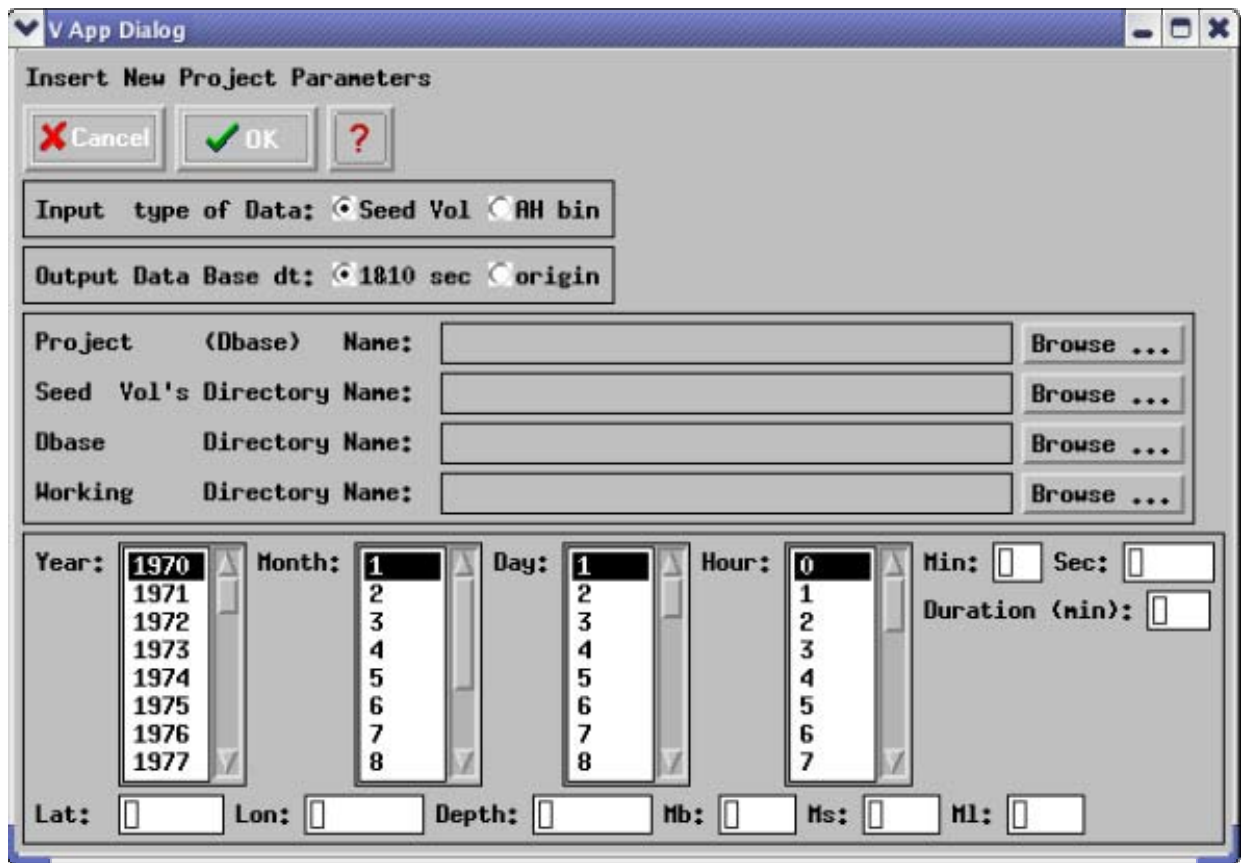 V App Dialog
Insert New Project Parameters
Cancel OK ?
Input type of Data: Seed Vol AH bin
Output Data Base dt: 1&10 sec origin
Project (Dbase) Name: Browse ...
Seed Vol's Directory Name: Browse ...
Dbase Directory Name: Browse ...
Working Directory Name: Browse ...
Year: 1970 Month: 1 Day: 1 Hour: 0 Min: Sec:
1971 2 2 1 Duration (min):
1972 3 3 2
1973 4 4 3
1974 5 5 4
1975 6 6 5
1976 7 7 6
1977 8 8 7
Lat: Lon: Depth: Mb: Ms: Ml: